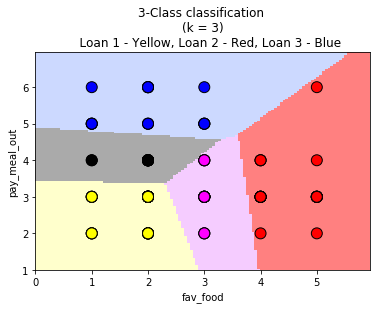 3-Class classification
(k = 3)
Loan 1 - Yellow, Loan 2 - Red, Loan 3 - Blue
6
5
4
3
2
1
pay_meal_out
0 1 2 3 4 5
fav_food